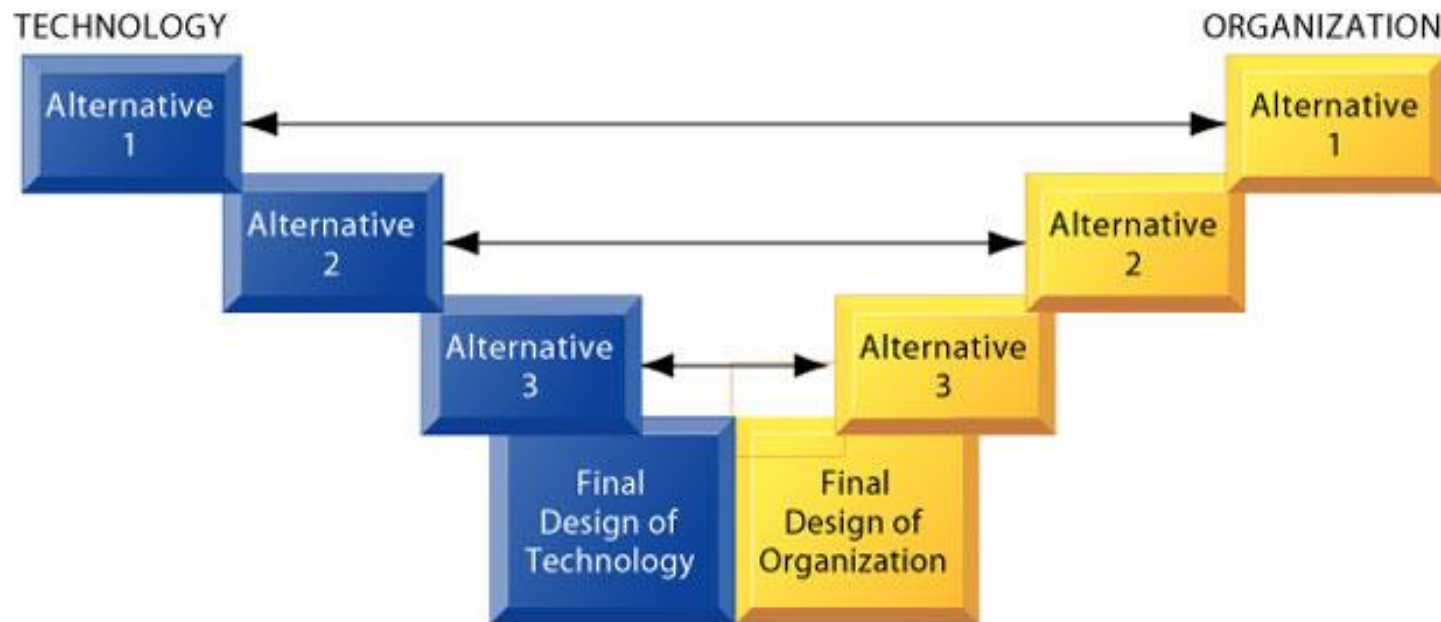 TECHNOLOGY
ORGANIZATION
Alternative
1
Alternative
1
Alternative
2
Alternative
2
Alternative
3
Alternative
3
Final
Design of
Technology
Final
Design of
Organization